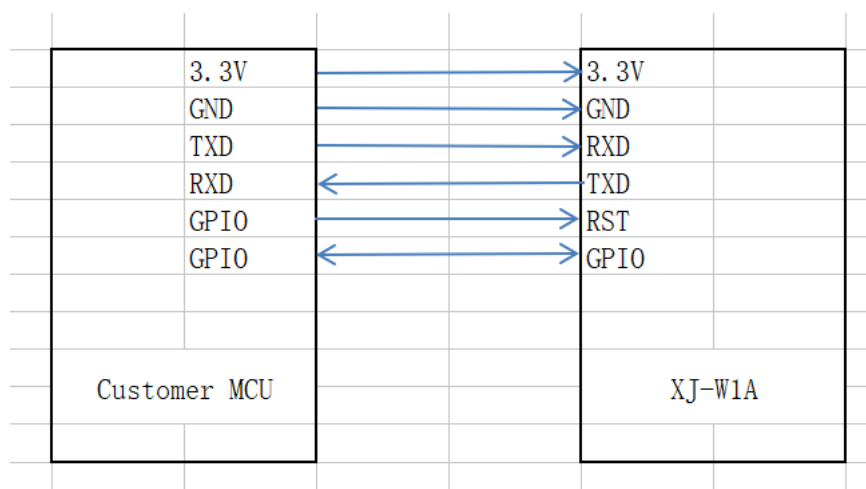 3.3V 3.3V
GND GND
TXD RXD
RXD TXD
GPIO RST
GPIO GPIO
Customer MCU XJ-W1A